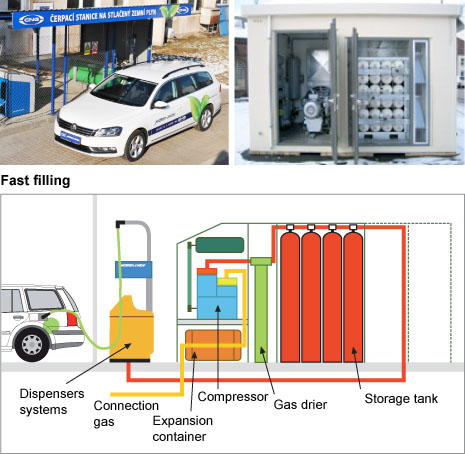 CNG
ČERPACÍ STANICE NA STLAČENÝ ZEMNÍ PLYN
Fast filling
Dispensers
systems
Connection
gas
Expansion
container
Compressor
Gas drier
Storage tank